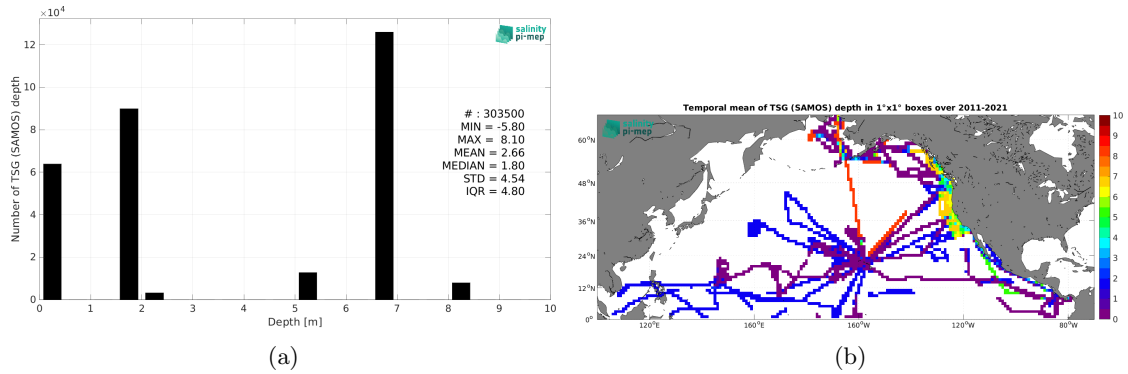 ×10⁴
12
10
8
6
4
2
0
Number of TSG (SAMOS) depth
0 1 2 3 4 5 6 7 8 9 10
Depth [m]
salinity
pi-mep
# : 303500
MIN = -5.80
MAX = 8.10
MEAN = 2.66
MEDIAN = 1.80
STD = 4.54
IQR = 4.80
(a)
Temporal mean of TSG (SAMOS) depth in 1°x1° boxes over 2011-2021
salinity
pi-mep
60°N
48°N
36°N
24°N
12°N
0°
120°E 160°E 160°W 120°W 80°W
10
9
8
7
6
5
4
3
2
1
0
(b)